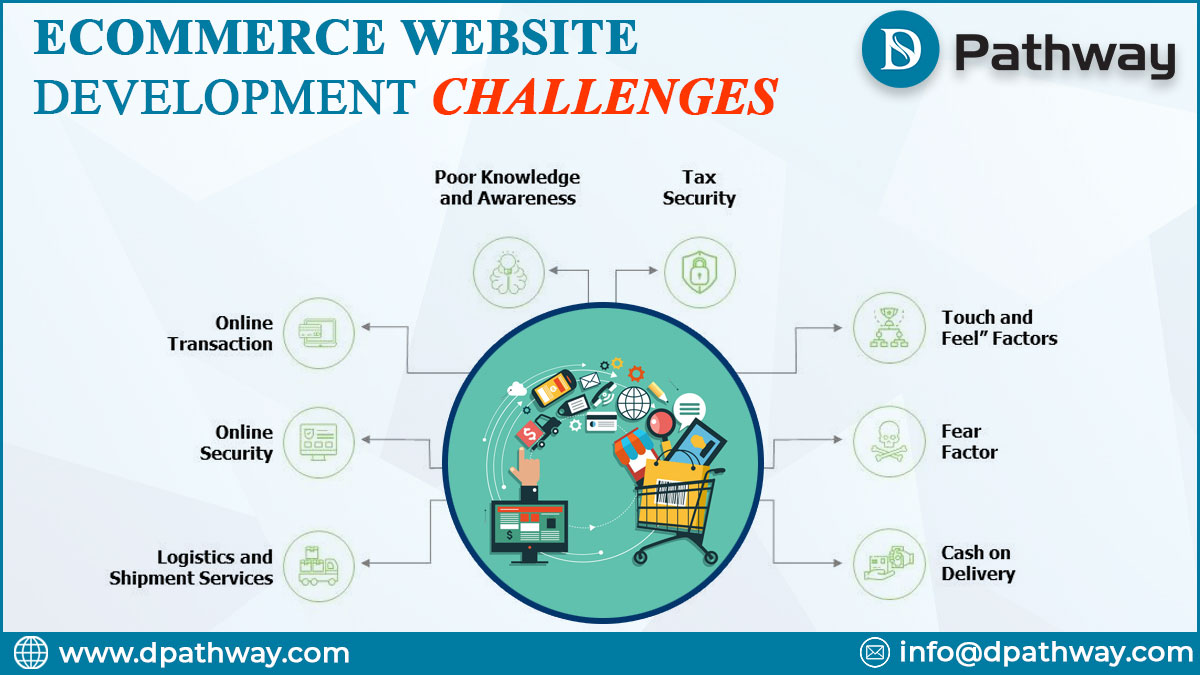 ECOMMERCE WEBSITE
DEVELOPMENT CHALLENGES
DS
Pathway
Poor Knowledge
and Awareness
Tax
Security
Online
Transaction
Touch and
Feel” Factors
Online
Security
Fear
Factor
Logistics and
Shipment Services
Cash on
Delivery
$
$
www.dpathway.com
info@dpathway.com